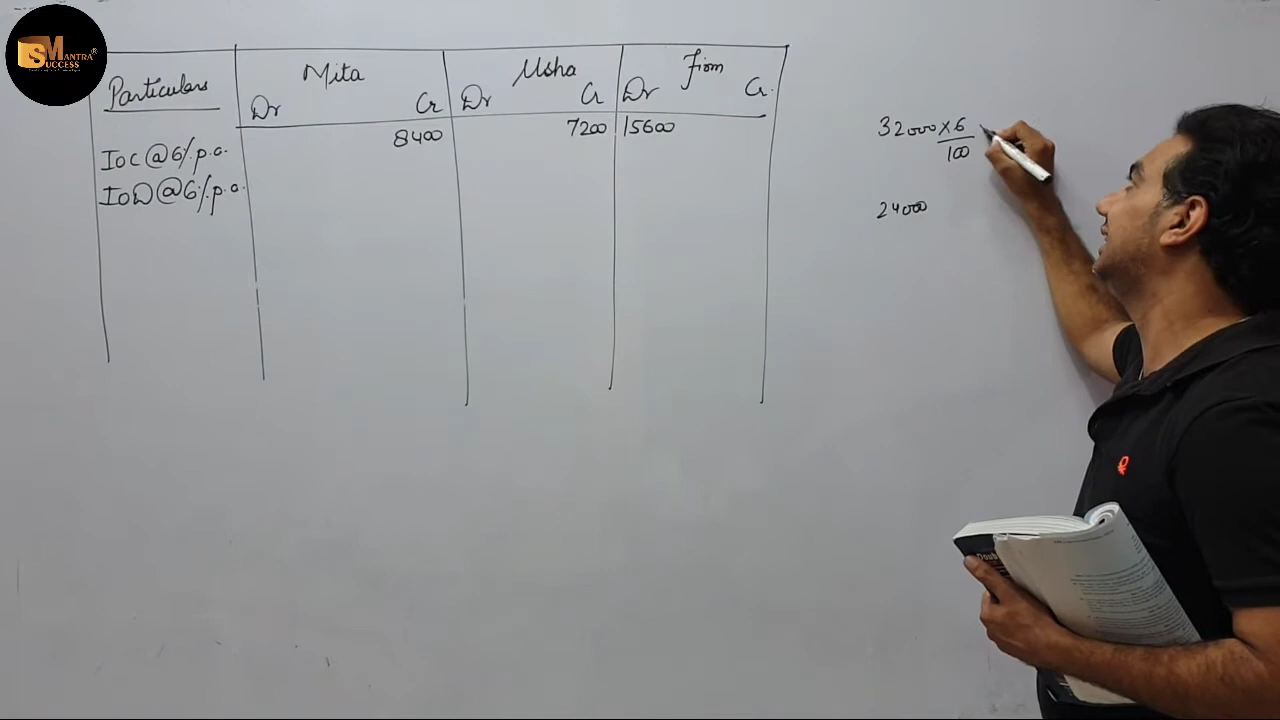 SUCCESS MANTRA®
Particulars Mita Usha Firm
Dr Cr Dr Cr Dr Cr.
8400 7200 15600
IOC @ 6% p.a.
IOD @ 6% p.a.
32000 × 6
100
24000
Doub